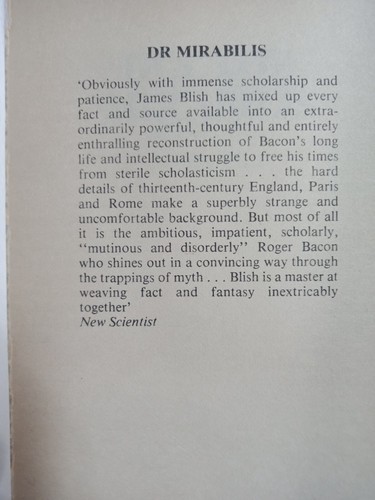 DR MIRABILIS
'Obviously with immense scholarship and
patience, James Blish has mixed up every
fact and source available into an extra-
ordinarily powerful, thoughtful and entirely
enthralling reconstruction of Bacon's long
life and intellectual struggle to free his times
from sterile scholasticism . . . the hard
details of thirteenth-century England, Paris
and Rome make a superbly strange and
uncomfortable background. But most of all
it is the ambitious, impatient, scholarly,
"mutinous and disorderly" Roger Bacon
who shines out in a convincing way through
the trappings of myth . . . Blish is a master at
weaving fact and fantasy inextricably
together'
New Scientist